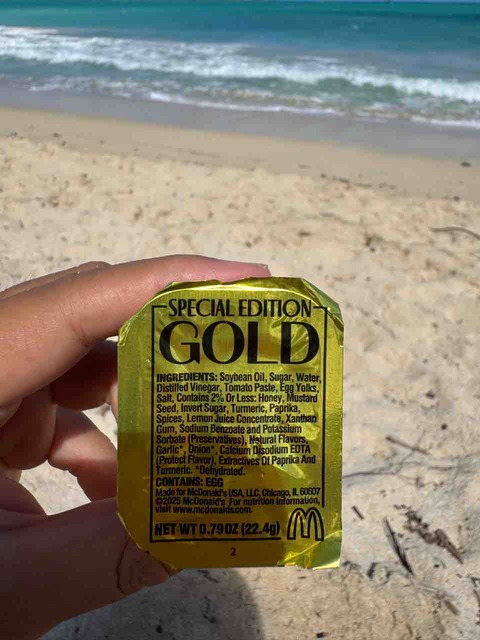 SPECIAL EDITION
GOLD
INGREDIENTS: Soybean Oil, Sugar, Water,
Distilled Vinegar, Tomato Paste, Egg Yolks,
Salt, Contains 2% Or Less: Honey, Mustard
Seed, Invert Sugar, Turmeric, Paprika,
Spices, Lemon Juice Concentrate, Xanthan
Gum, Sodium Benzoate and Potassium
Sorbate (Preservatives), Natural Flavors,
Garlic*, Onion*, Calcium Disodium EDTA
(Protect Flavor), Extractives Of Paprika And
Turmeric. *Dehydrated.
CONTAINS: EGG
Made for McDonald's USA, LLC, Chicago, IL 60607
©2025 McDonald's For nutrition information,
visit www.mcdonalds.com.
NET WT 0.79 OZ (22.4g)
2